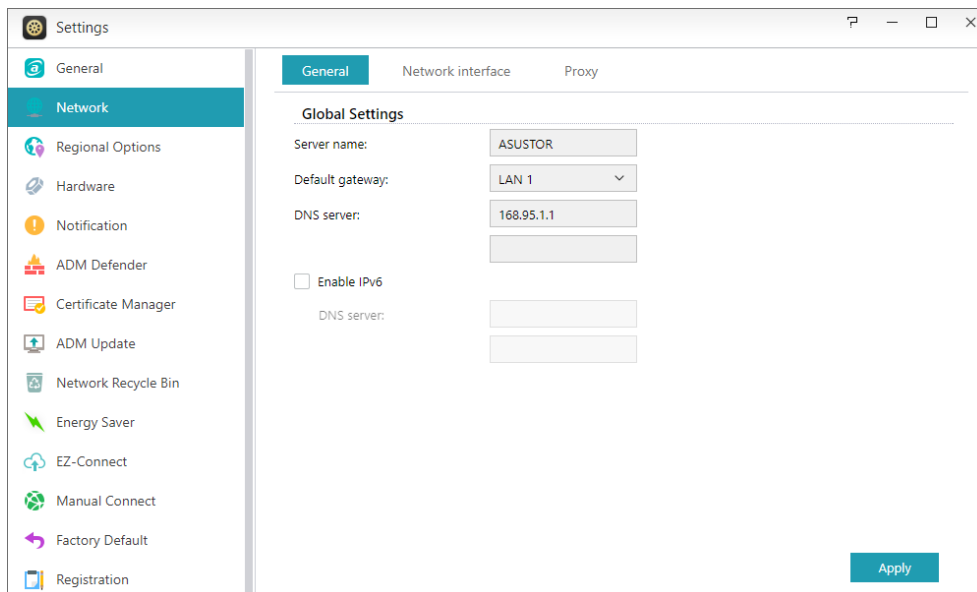 Settings
General
Network
Regional Options
Hardware
Notification
ADM Defender
Certificate Manager
ADM Update
Network Recycle Bin
Energy Saver
EZ-Connect
Manual Connect
Factory Default
Registration
General Network interface Proxy
Global Settings
Server name: ASUSTOR
Default gateway: LAN 1
DNS server: 168.95.1.1
Enable IPv6
DNS server:
Apply